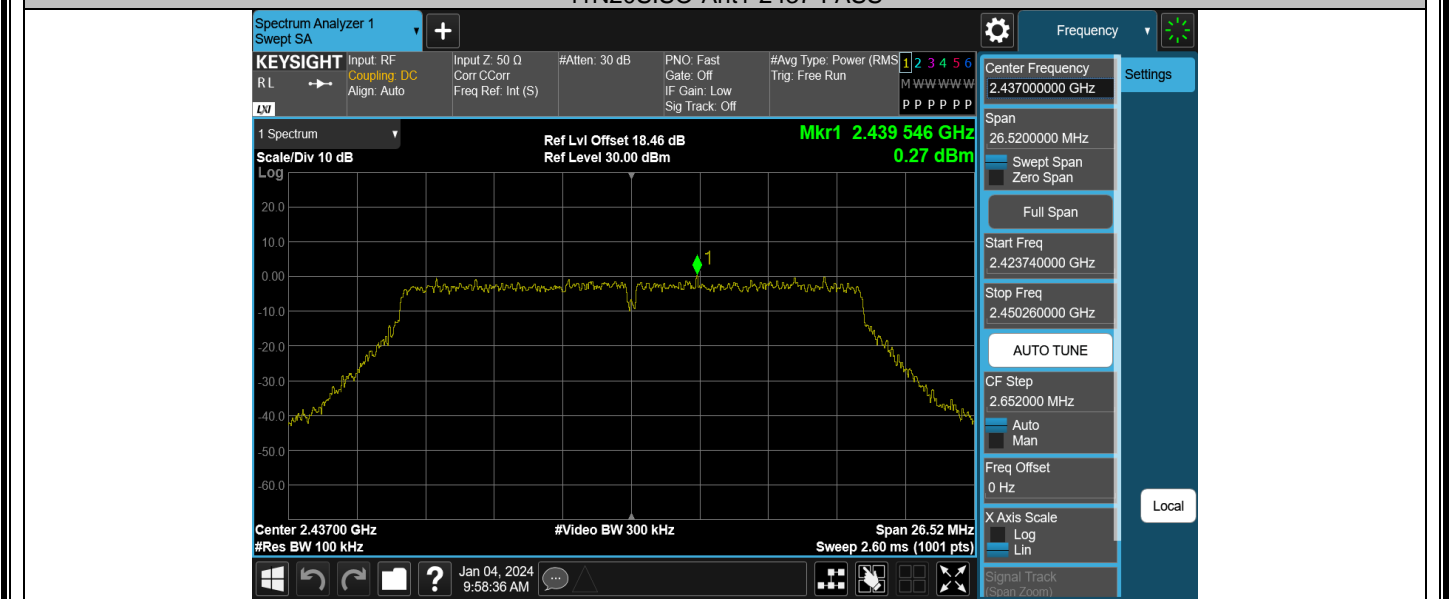 Spectrum Analyzer 1
Swept SA
Frequency
KEYSIGHT
RL
LXI
Input: RF
Coupling: DC
Align: Auto
Input Z: 50 Ω
Corr CCorr
Freq Ref: Int (S)
#Atten: 30 dB
PNO: Fast
Gate: Off
IF Gain: Low
Sig Track: Off
#Avg Type: Power (RMS
Trig: Free Run
1 2 3 4 5 6
M W W W W W
P P P P P P
1 Spectrum
Scale/Div 10 dB
Log
Ref Lvl Offset 18.46 dB
Ref Level 30.00 dBm
Mkr1 2.439 546 GHz
0.27 dBm
20.0
10.0
0.00
-10.0
-20.0
-30.0
-40.0
-50.0
-60.0
1
Center 2.43700 GHz
#Video BW 300 kHz
Span 26.52 MHz
#Res BW 100 kHz
Sweep 2.60 ms (1001 pts)
Jan 04, 2024
9:58:36 AM
Center Frequency
2.437000000 GHz
Settings
Span
26.5200000 MHz
Swept Span
Zero Span
Full Span
Start Freq
2.423740000 GHz
Stop Freq
2.450260000 GHz
AUTO TUNE
CF Step
2.652000 MHz
Auto
Man
Freq Offset
0 Hz
X Axis Scale
Log
Lin
Local
Signal Track
(Span Zoom)